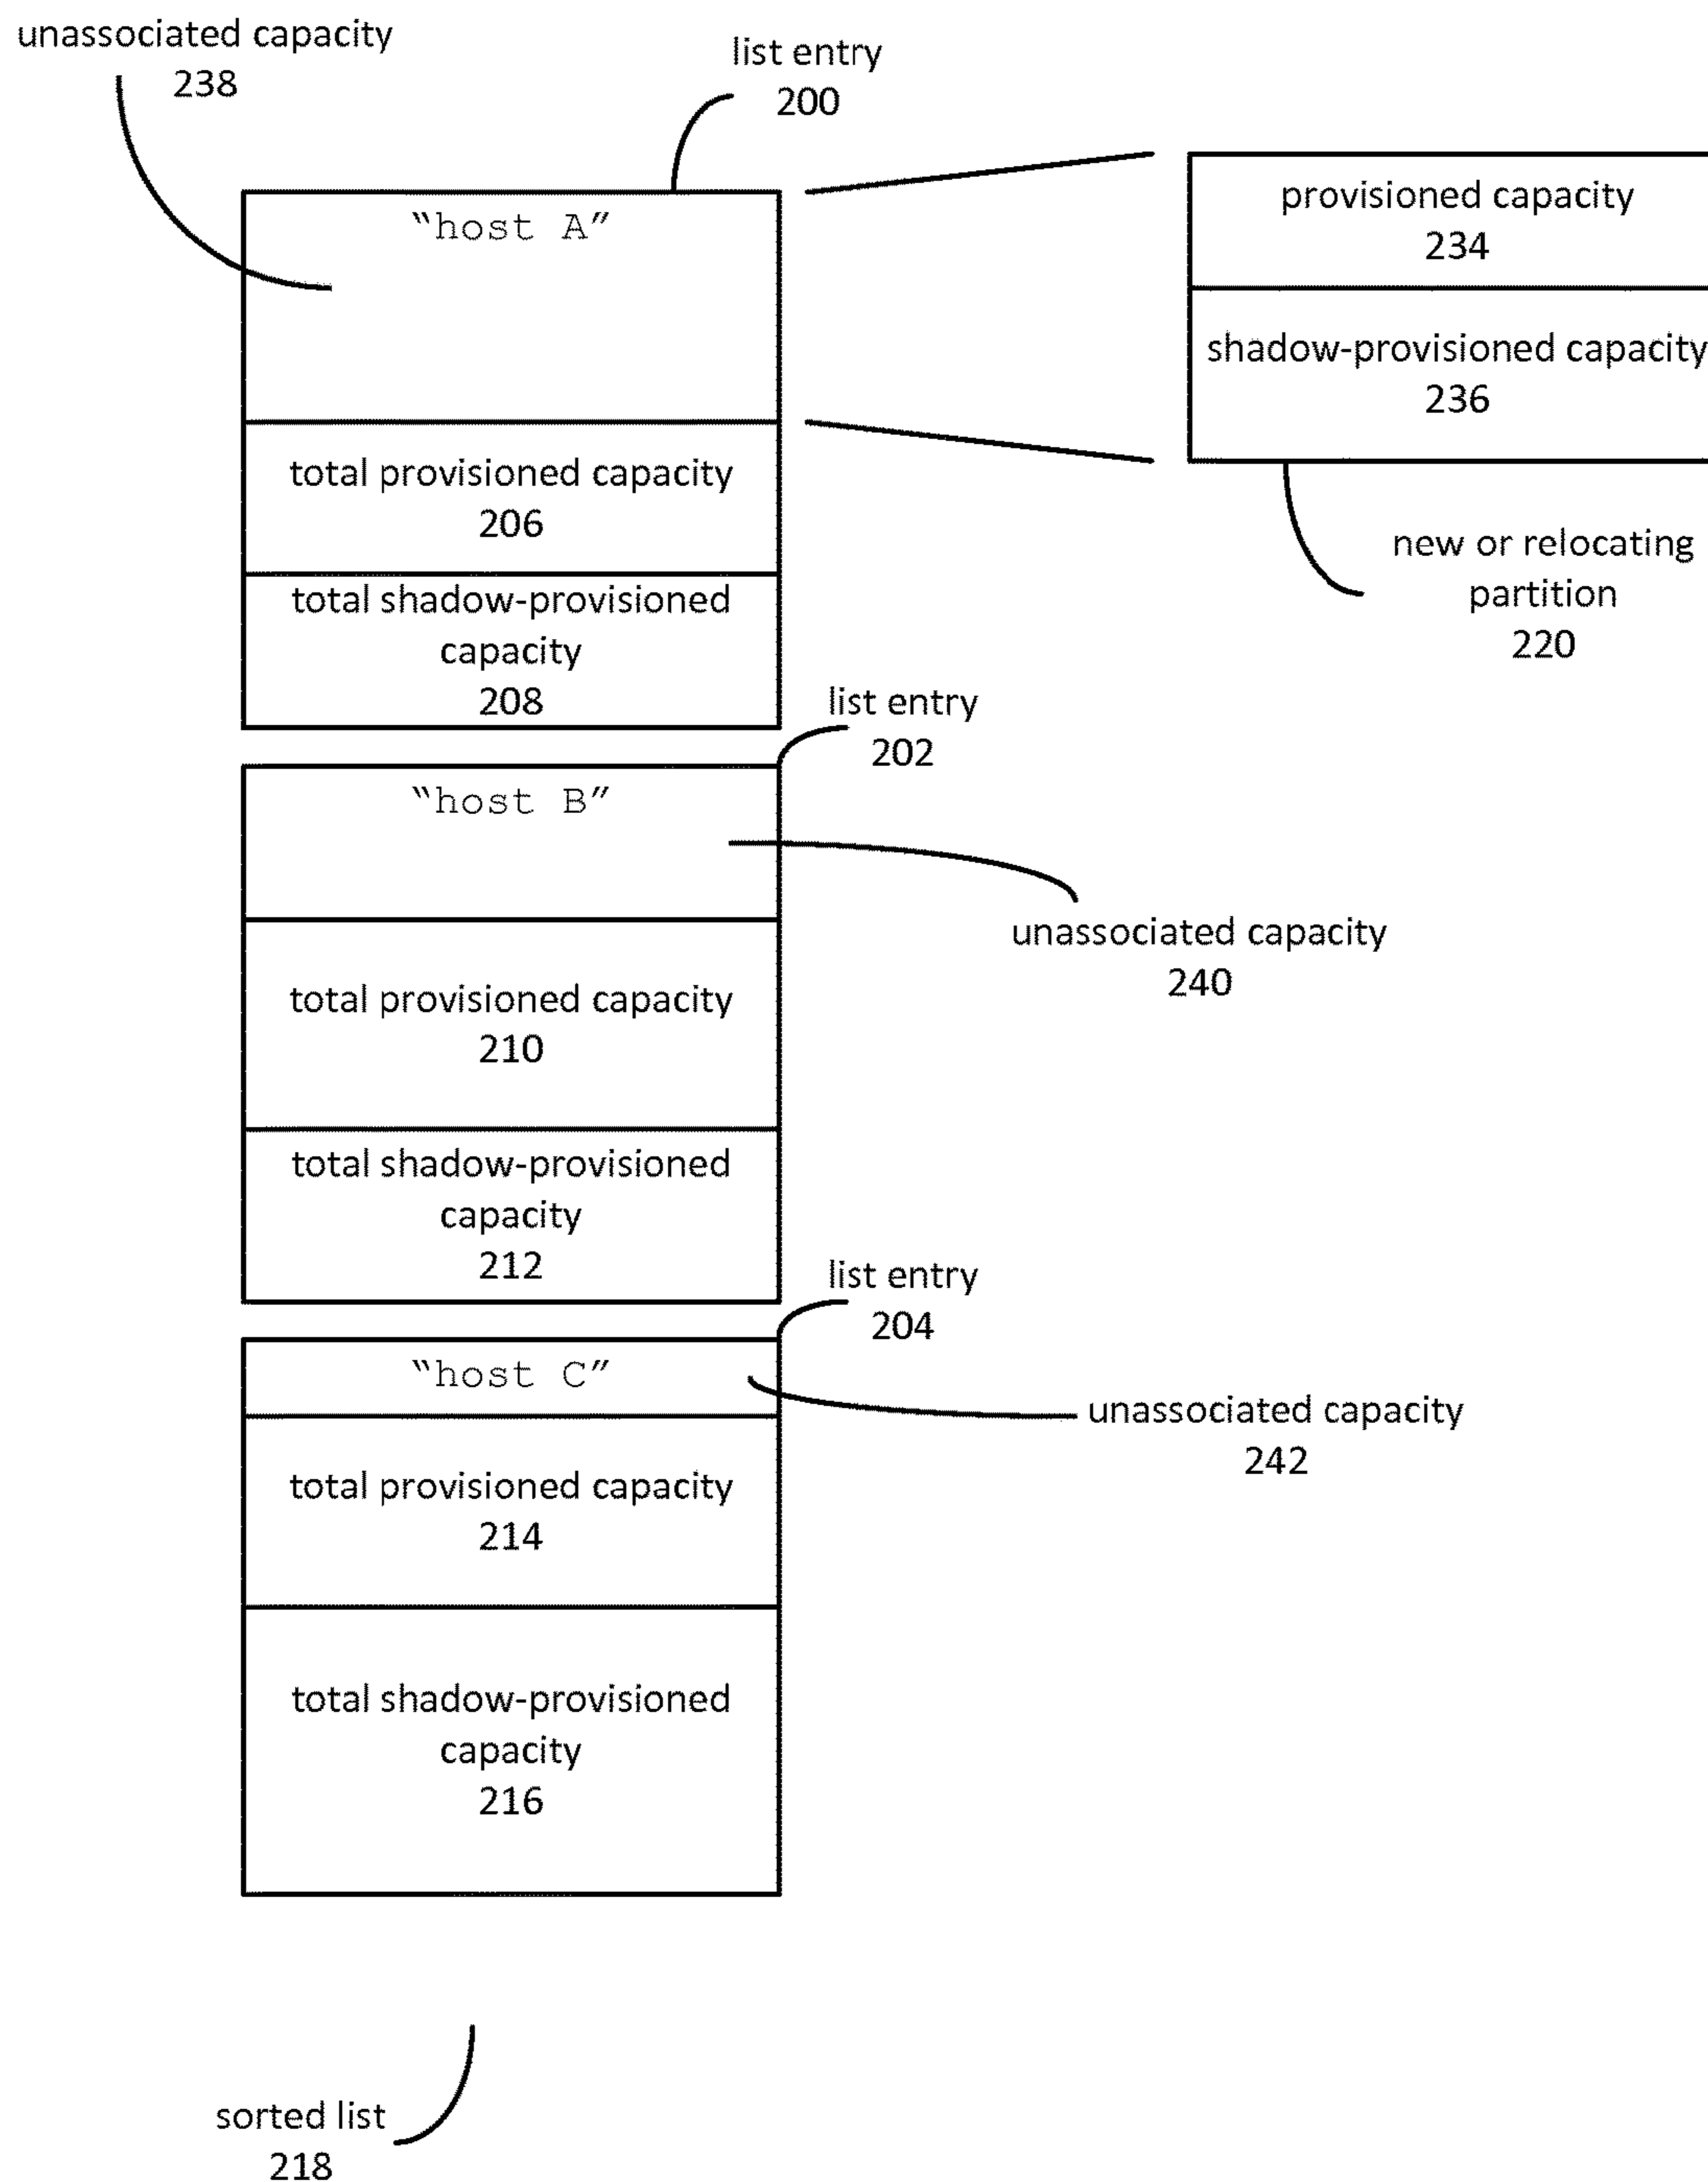 unassociated capacity
238
list entry
200
"host A"
provisioned capacity
234
shadow-provisioned capacity
236
total provisioned capacity
206
new or relocating
partition
220
total shadow-provisioned
capacity
208
list entry
202
"host B"
unassociated capacity
240
total provisioned capacity
210
total shadow-provisioned
capacity
212
list entry
204
"host C"
unassociated capacity
242
total provisioned capacity
214
total shadow-provisioned
capacity
216
sorted list
218